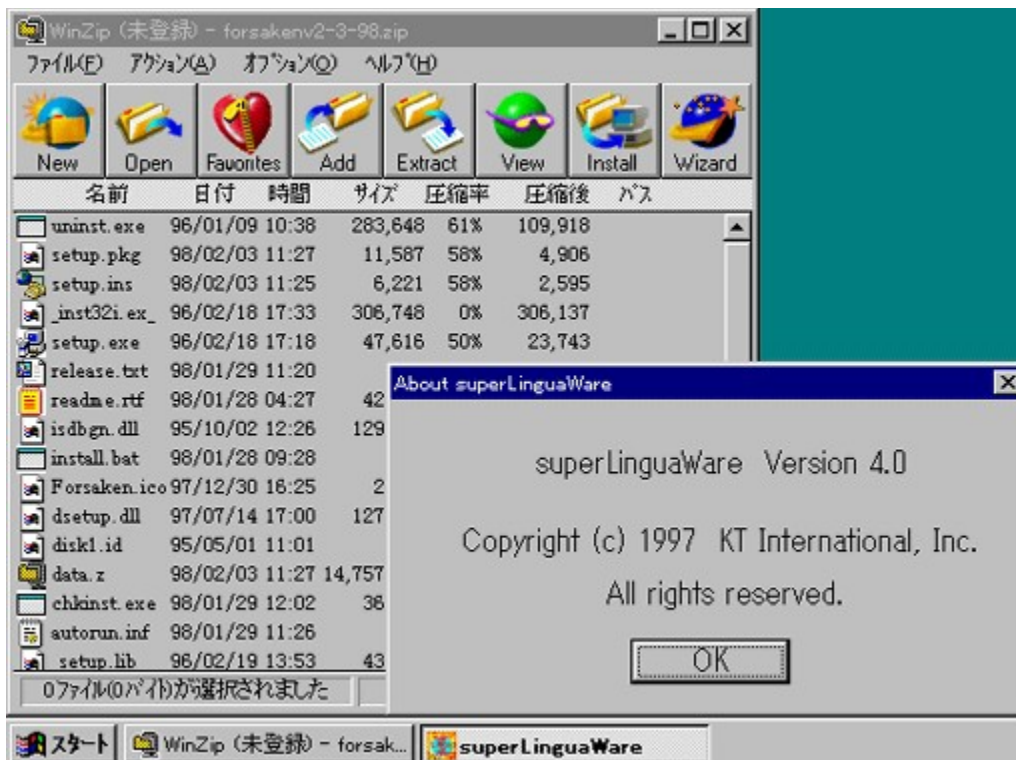 WinZip (未登録) - forsakenv2-3-98.zip
ファイル(F) アクション(A) オプション(O) ヘルプ(H)
New Open Favorites Add Extract View Install Wizard
名前 日付 時間 サイズ 圧縮率 圧縮後 パス
uninst.exe 96/01/09 10:38 283,648 61% 109,918
setup.pkg 98/02/03 11:27 11,587 58% 4,906
setup.ins 98/02/03 11:25 6,221 58% 2,595
_inst32i.ex_ 96/02/18 17:33 306,748 0% 306,137
setup.exe 96/02/18 17:18 47,616 50% 23,743
release.txt 98/01/29 11:20
readme.rtf 98/01/28 04:27 42
isdbgn.dll 95/10/02 12:26 129
install.bat 98/01/28 09:28
Forsaken.ico 97/12/30 16:25 2
dsetup.dll 97/07/14 17:00 127
disk1.id 95/05/01 11:01
data.z 98/02/03 11:27 14,757
chkinst.exe 98/01/29 12:02 36
autorun.inf 98/01/29 11:26
_setup.lib 96/02/19 13:53 43
0ファイル(0バイト)が選択されました
About superLinguaWare
superLinguaWare Version 4.0
Copyright (c) 1997 KT International, Inc.
All rights reserved.
OK
スタート WinZip (未登録) - forsak... superLinguaWare